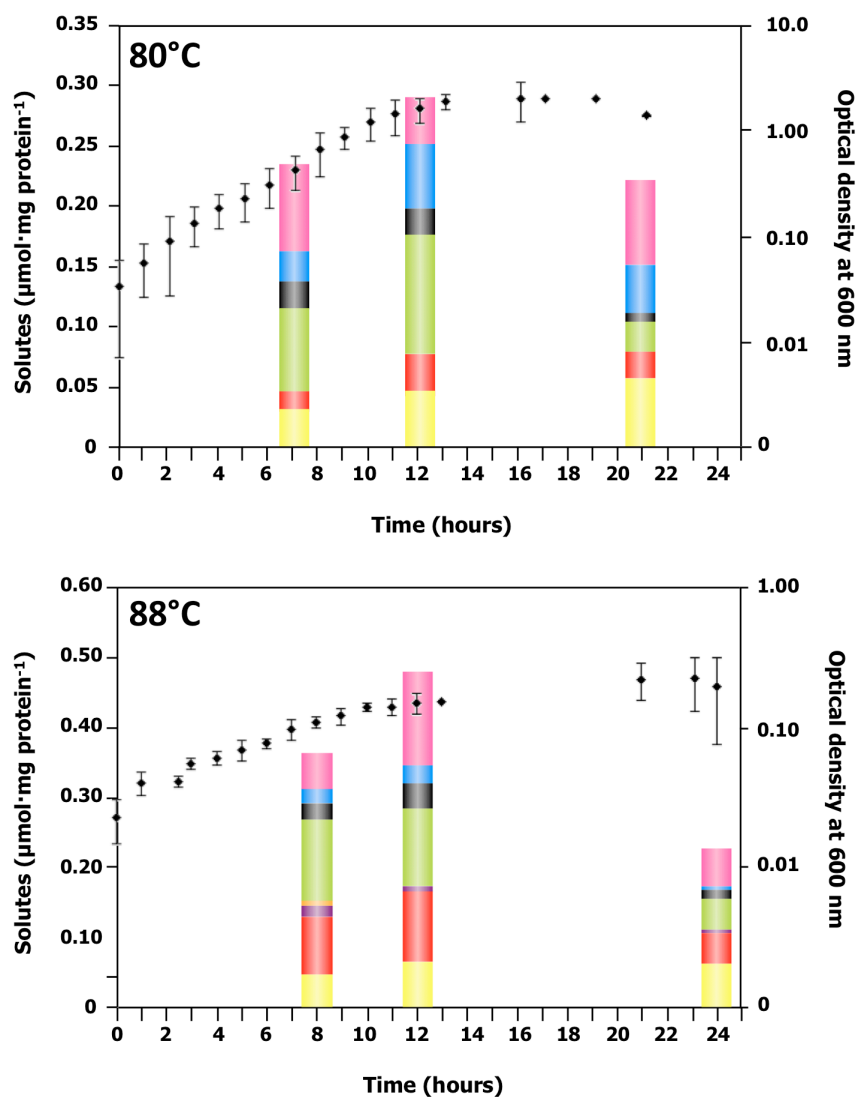 80°C
Solutes (µmol·mg protein-1)
0.35
0.30
0.25
0.20
0.15
0.10
0.05
0
10.0
1.00
0.10
0.01
0
Optical density at 600 nm
0 2 4 6 8 10 12 14 16 18 20 22 24
Time (hours)
88°C
Solutes (µmol·mg protein-1)
0.60
0.50
0.40
0.30
0.20
0.10
0
1.00
0.10
0.01
0
Optical density at 600 nm
0 2 4 6 8 10 12 14 16 18 20 22 24
Time (hours)